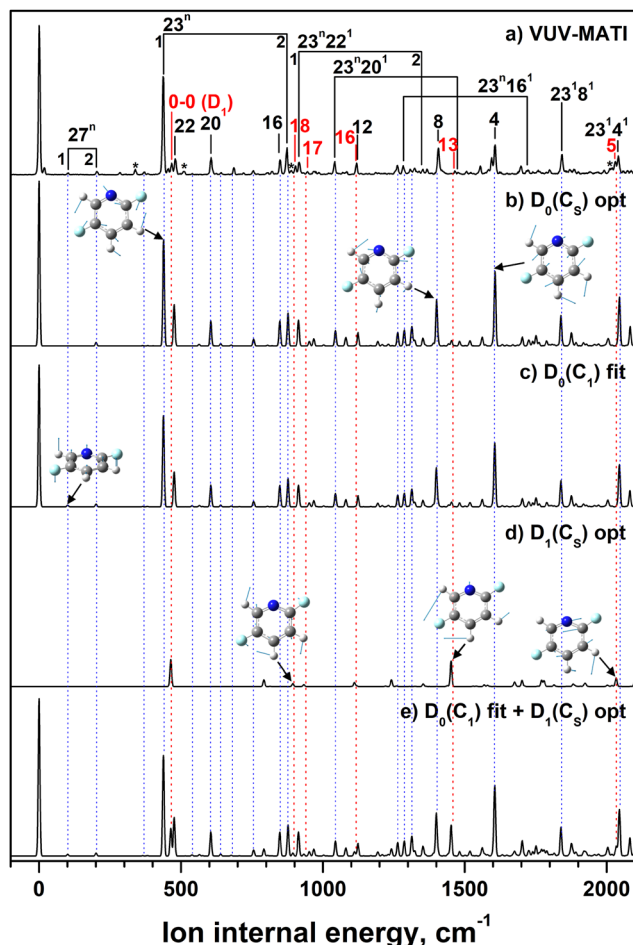 a) VUV-MATI
23ⁿ
1
2
23ⁿ22¹
1
2
23ⁿ20¹
23ⁿ16¹
23¹8¹
0-0 (D₁)
27ⁿ
1
2
*
22
*
20
16
*
18
17
16
12
8
13
4
*
*
5
23¹4¹
b) D₀(Cₛ) opt
c) D₀(C₁) fit
d) D₁(Cₛ) opt
e) D₀(C₁) fit + D₁(Cₛ) opt
0
500
1000
1500
2000
Ion internal energy, cm⁻¹